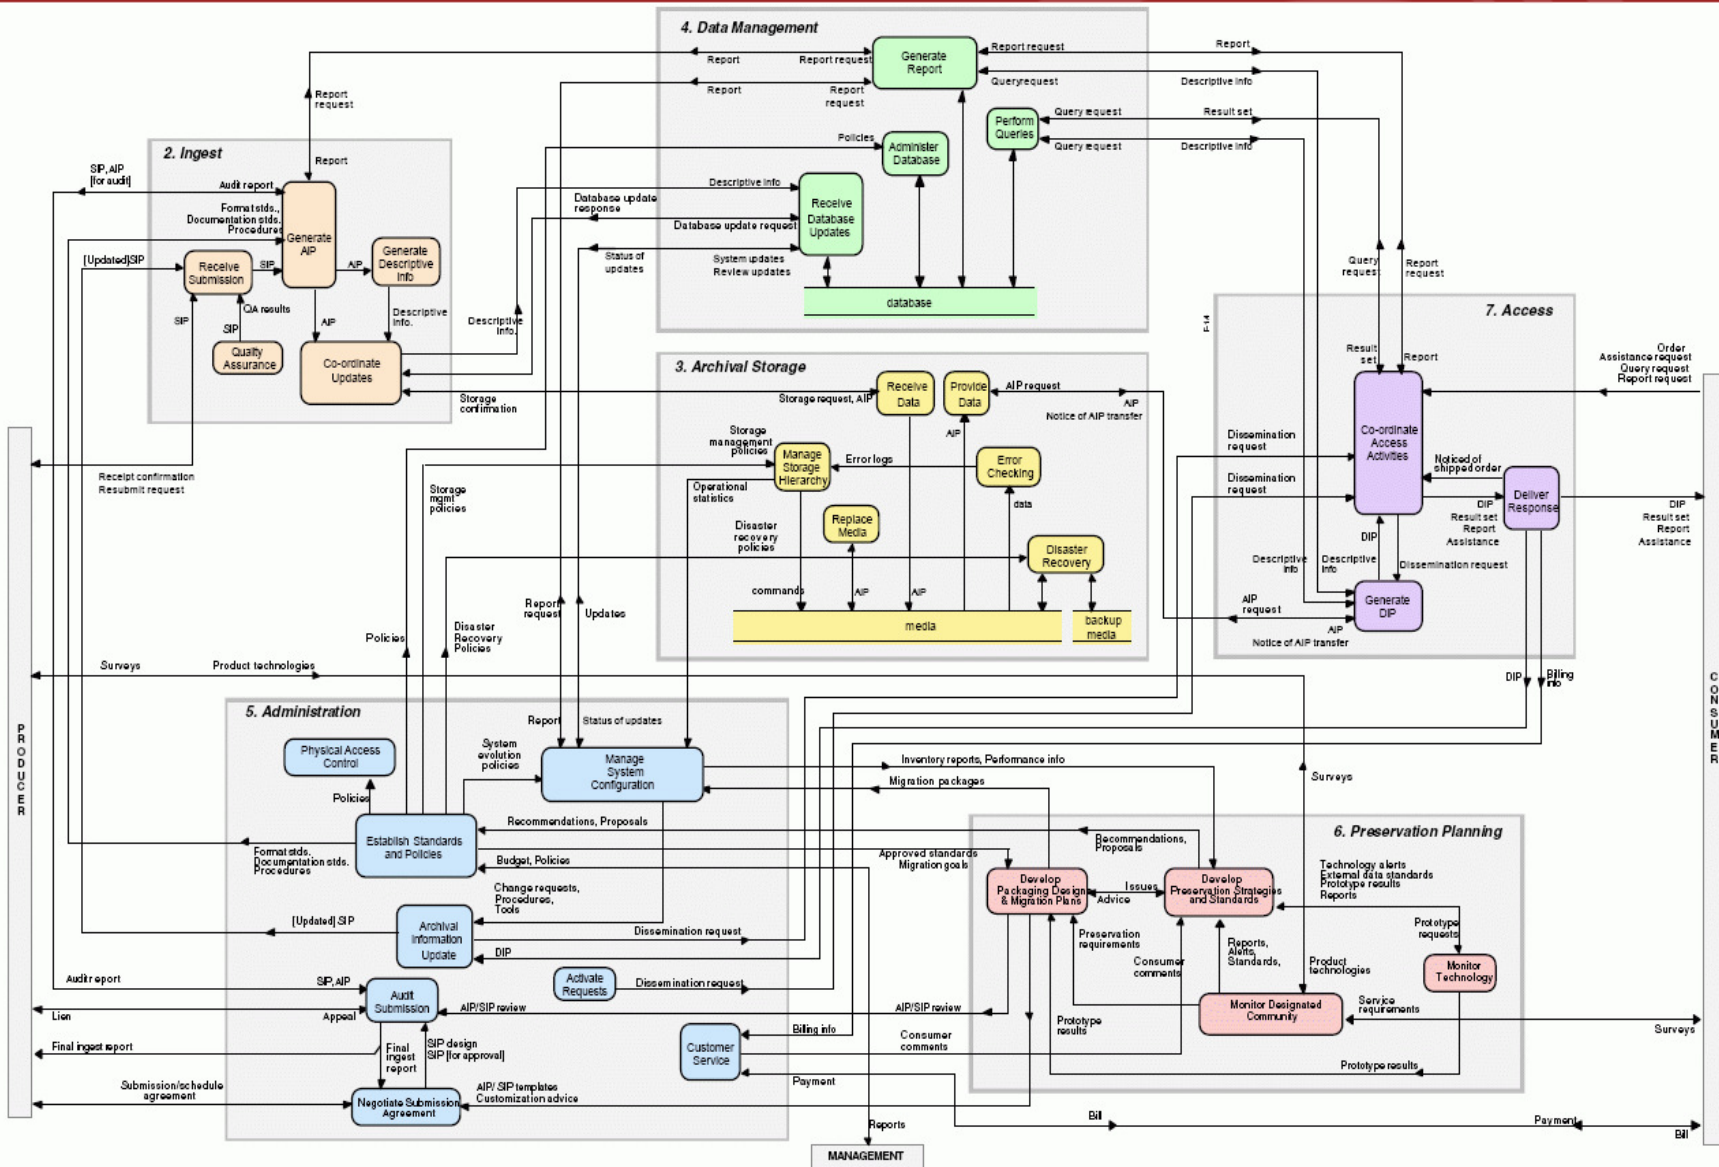 4. Data Management
Generate
Report
Report request
Report
Report
Report request
Queryrequest
Descriptive Info
Report
Report
request
Perform
Queries
Query request
Result set
Query request
Descriptive Info
Policies
Administer
Database
Descriptive Info
Receive
Database
Updates
Database update
response
Database update request
Status of
updates
System updates
Review updates
database
Report
request
2. Ingest
Report
SIP, AIP
[for audit]
Audit report
Format stds.,
Documentation stds.
Procedures
Generate
AIP
[Updated]SIP
Receive
Submission
SIP
AIP
Generate
Descriptive
Info
QA results
SIP
SIP
AIP
Descriptive
Info.
Quality
Assurance
Co-ordinate
Updates
Descriptive
Info.
Storage
confirmation
Receipt confirmation
Resubmit request
3. Archival Storage
Receive
Data
Provide
Data
Storage request, AIP
AIP request
AIP
Notice of AIP transfer
AIP
Storage
management
policies
Manage
Storage
Hierarchy
Error logs
Error
Checking
Storage
mgmt
policies
Operational
statistics
data
Replace
Media
Disaster
recovery
policies
Disaster
Recovery
commands
AIP
AIP
media
backup
media
F-14
Query
request
Report
request
7. Access
Result
set
Report
Order
Assistance request
Query request
Report request
Co-ordinate
Access
Activities
Dissemination
request
Dissemination
request
Noticed of
shipped order
Deliver
Response
DIP
Result set
Report
Assistance
DIP
Result set
Report
Assistance
DIP
Descriptive
Info
Descriptive
Info
Dissemination request
Generate
DIP
AIP
request
AIP
Notice of AIP transfer
DIP
Billing
info
Report
request
Updates
Policies
Disaster
Recovery
Policies
Surveys
Product technologies
PRODUCER
CONSUMER
5. Administration
Report
Status of updates
Physical Access
Control
System
evolution
policies
Manage
System
Configuration
Inventory reports, Performance info
Migration packages
Surveys
Policies
Establish Standards
and Policies
Recommendations, Proposals
Budget, Policies
Format stds.
Documentation stds.
Procedures
Change requests,
Procedures,
Tools
[Updated] SIP
Archival
Information
Update
Dissemination request
DIP
Activate
Requests
Dissemination request
Audit report
SIP, AIP
Audit
Submission
AIP/SIP review
AIP/SIP review
Lien
Appeal
Final ingest report
Final
ingest
report
SIP design
SIP [for approval]
Customer
Service
Billing info
Consumer
comments
Payment
Submission/schedule
agreement
Negotiate Submission
Agreement
AIP/ SIP templates
Customization advice
Reports
MANAGEMENT
6. Preservation Planning
Recommendations,
Proposals
Approved standards
Migration goals
Develop
Packaging Designs
& Migration Plans
Issues
Advice
Develop
Preservation Strategies
and Standards
Technology alerts
External data standards
Prototype results
Reports
Prototype
requests
Preservation
requirements
Consumer
comments
Reports,
Alerts,
Standards,
Product
technologies
Monitor
Technology
Monitor Designated
Community
Service
requirements
Surveys
Prototype
results
Prototype results
Bill
Payment
Bill